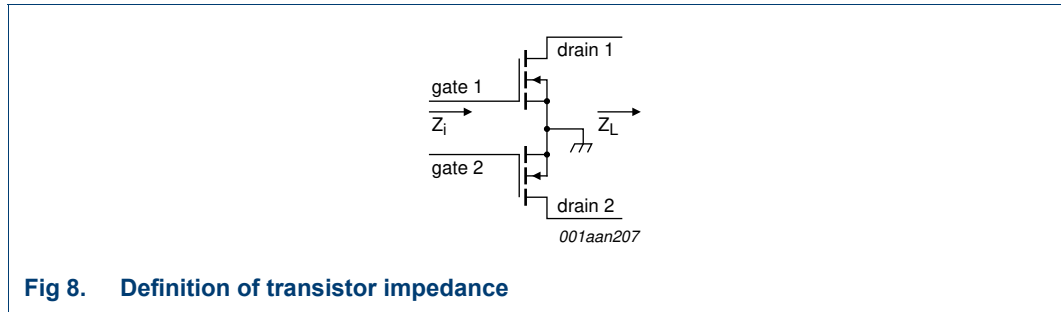 drain 1
gate 1
Zi
ZL
gate 2
drain 2
001aan207
Fig 8. Definition of transistor impedance